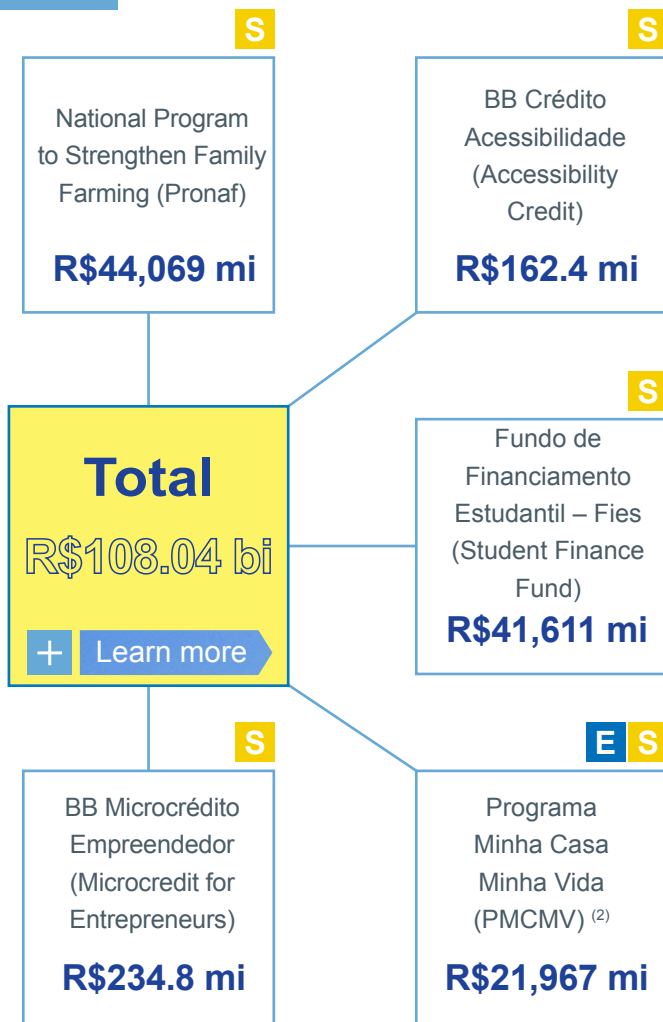 S
National Program
to Strengthen Family
Farming (Pronaf)
R$44,069 mi
S
BB Crédito
Acessibilidade
(Accessibility
Credit)
R$162.4 mi
Total
R$108.04 bi
+ Learn more
S
Fundo de
Financiamento
Estudantil – Fies
(Student Finance
Fund)
R$41,611 mi
S
BB Microcrédito
Empreendedor
(Microcredit for
Entrepreneurs)
R$234.8 mi
E S
Programa
Minha Casa
Minha Vida
(PMCMV) (2)
R$21,967 mi